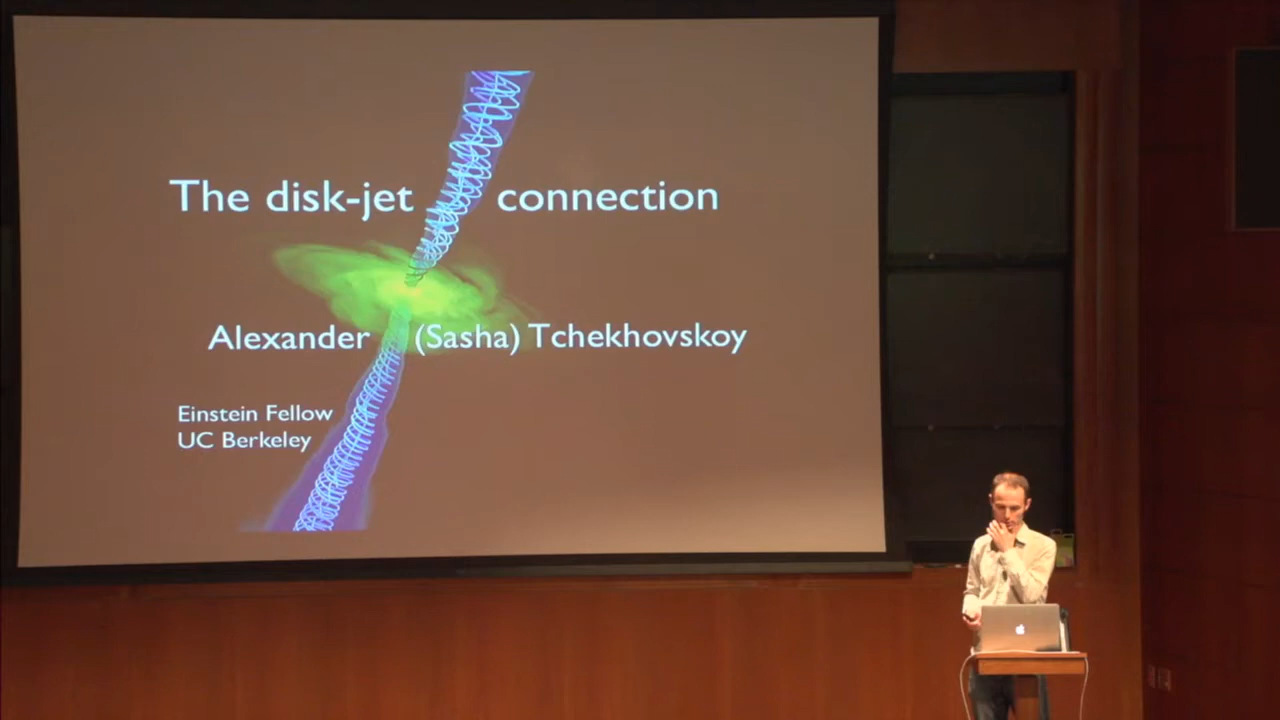 The disk-jet connection
Alexander (Sasha) Tchekhovskoy
Einstein Fellow
UC Berkeley